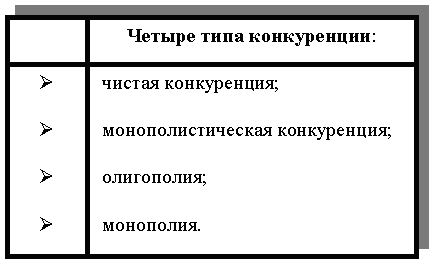 Четыре типа конкуренции:
чистая конкуренция;
монополистическая конкуренция;
олигополия;
монополия.